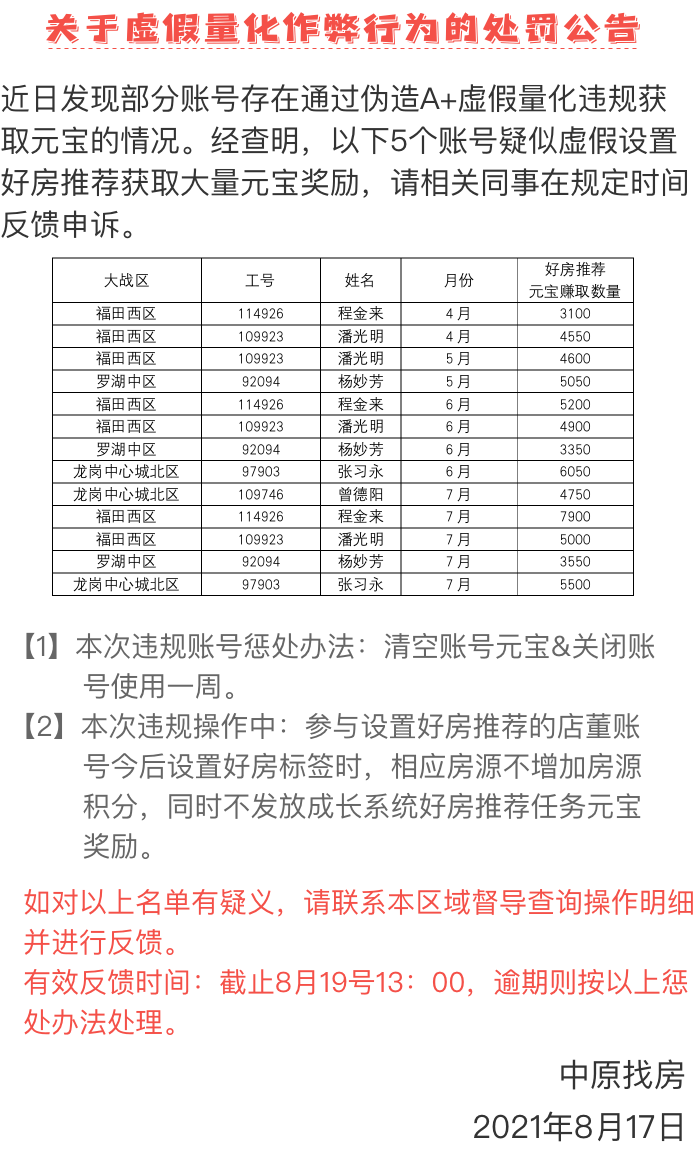 关于虚假量化作弊行为的处罚公告
近日发现部分账号存在通过伪造A+虚假量化违规获
取元宝的情况。经查明，以下5个账号疑似虚假设置
好房推荐获取大量元宝奖励，请相关同事在规定时间
反馈申诉。
大战区 工号 姓名 月份 好房推荐
元宝赚取数量
福田西区 114926 程金来 4月 3100
福田西区 109923 潘光明 4月 4550
福田西区 109923 潘光明 5月 4600
罗湖中区 92094 杨妙芳 5月 5050
福田西区 114926 程金来 6月 5200
福田西区 109923 潘光明 6月 4900
罗湖中区 92094 杨妙芳 6月 3350
龙岗中心城北区 97903 张习永 6月 6050
龙岗中心城北区 109746 曾德阳 7月 4750
福田西区 114926 程金来 7月 7900
福田西区 109923 潘光明 7月 5000
罗湖中区 92094 杨妙芳 7月 3550
龙岗中心城北区 97903 张习永 7月 5500
【1】本次违规账号惩处办法：清空账号元宝&关闭账
号使用一周。
【2】本次违规操作中：参与设置好房推荐的店董账
号今后设置好房标签时，相应房源不增加房源
积分，同时不发放成长系统好房推荐任务元宝
奖励。
如对以上名单有疑义，请联系本区域督导查询操作明细
并进行反馈。
有效反馈时间：截止8月19号13：00，逾期则按以上惩
处办法处理。
中原找房
2021年8月17日